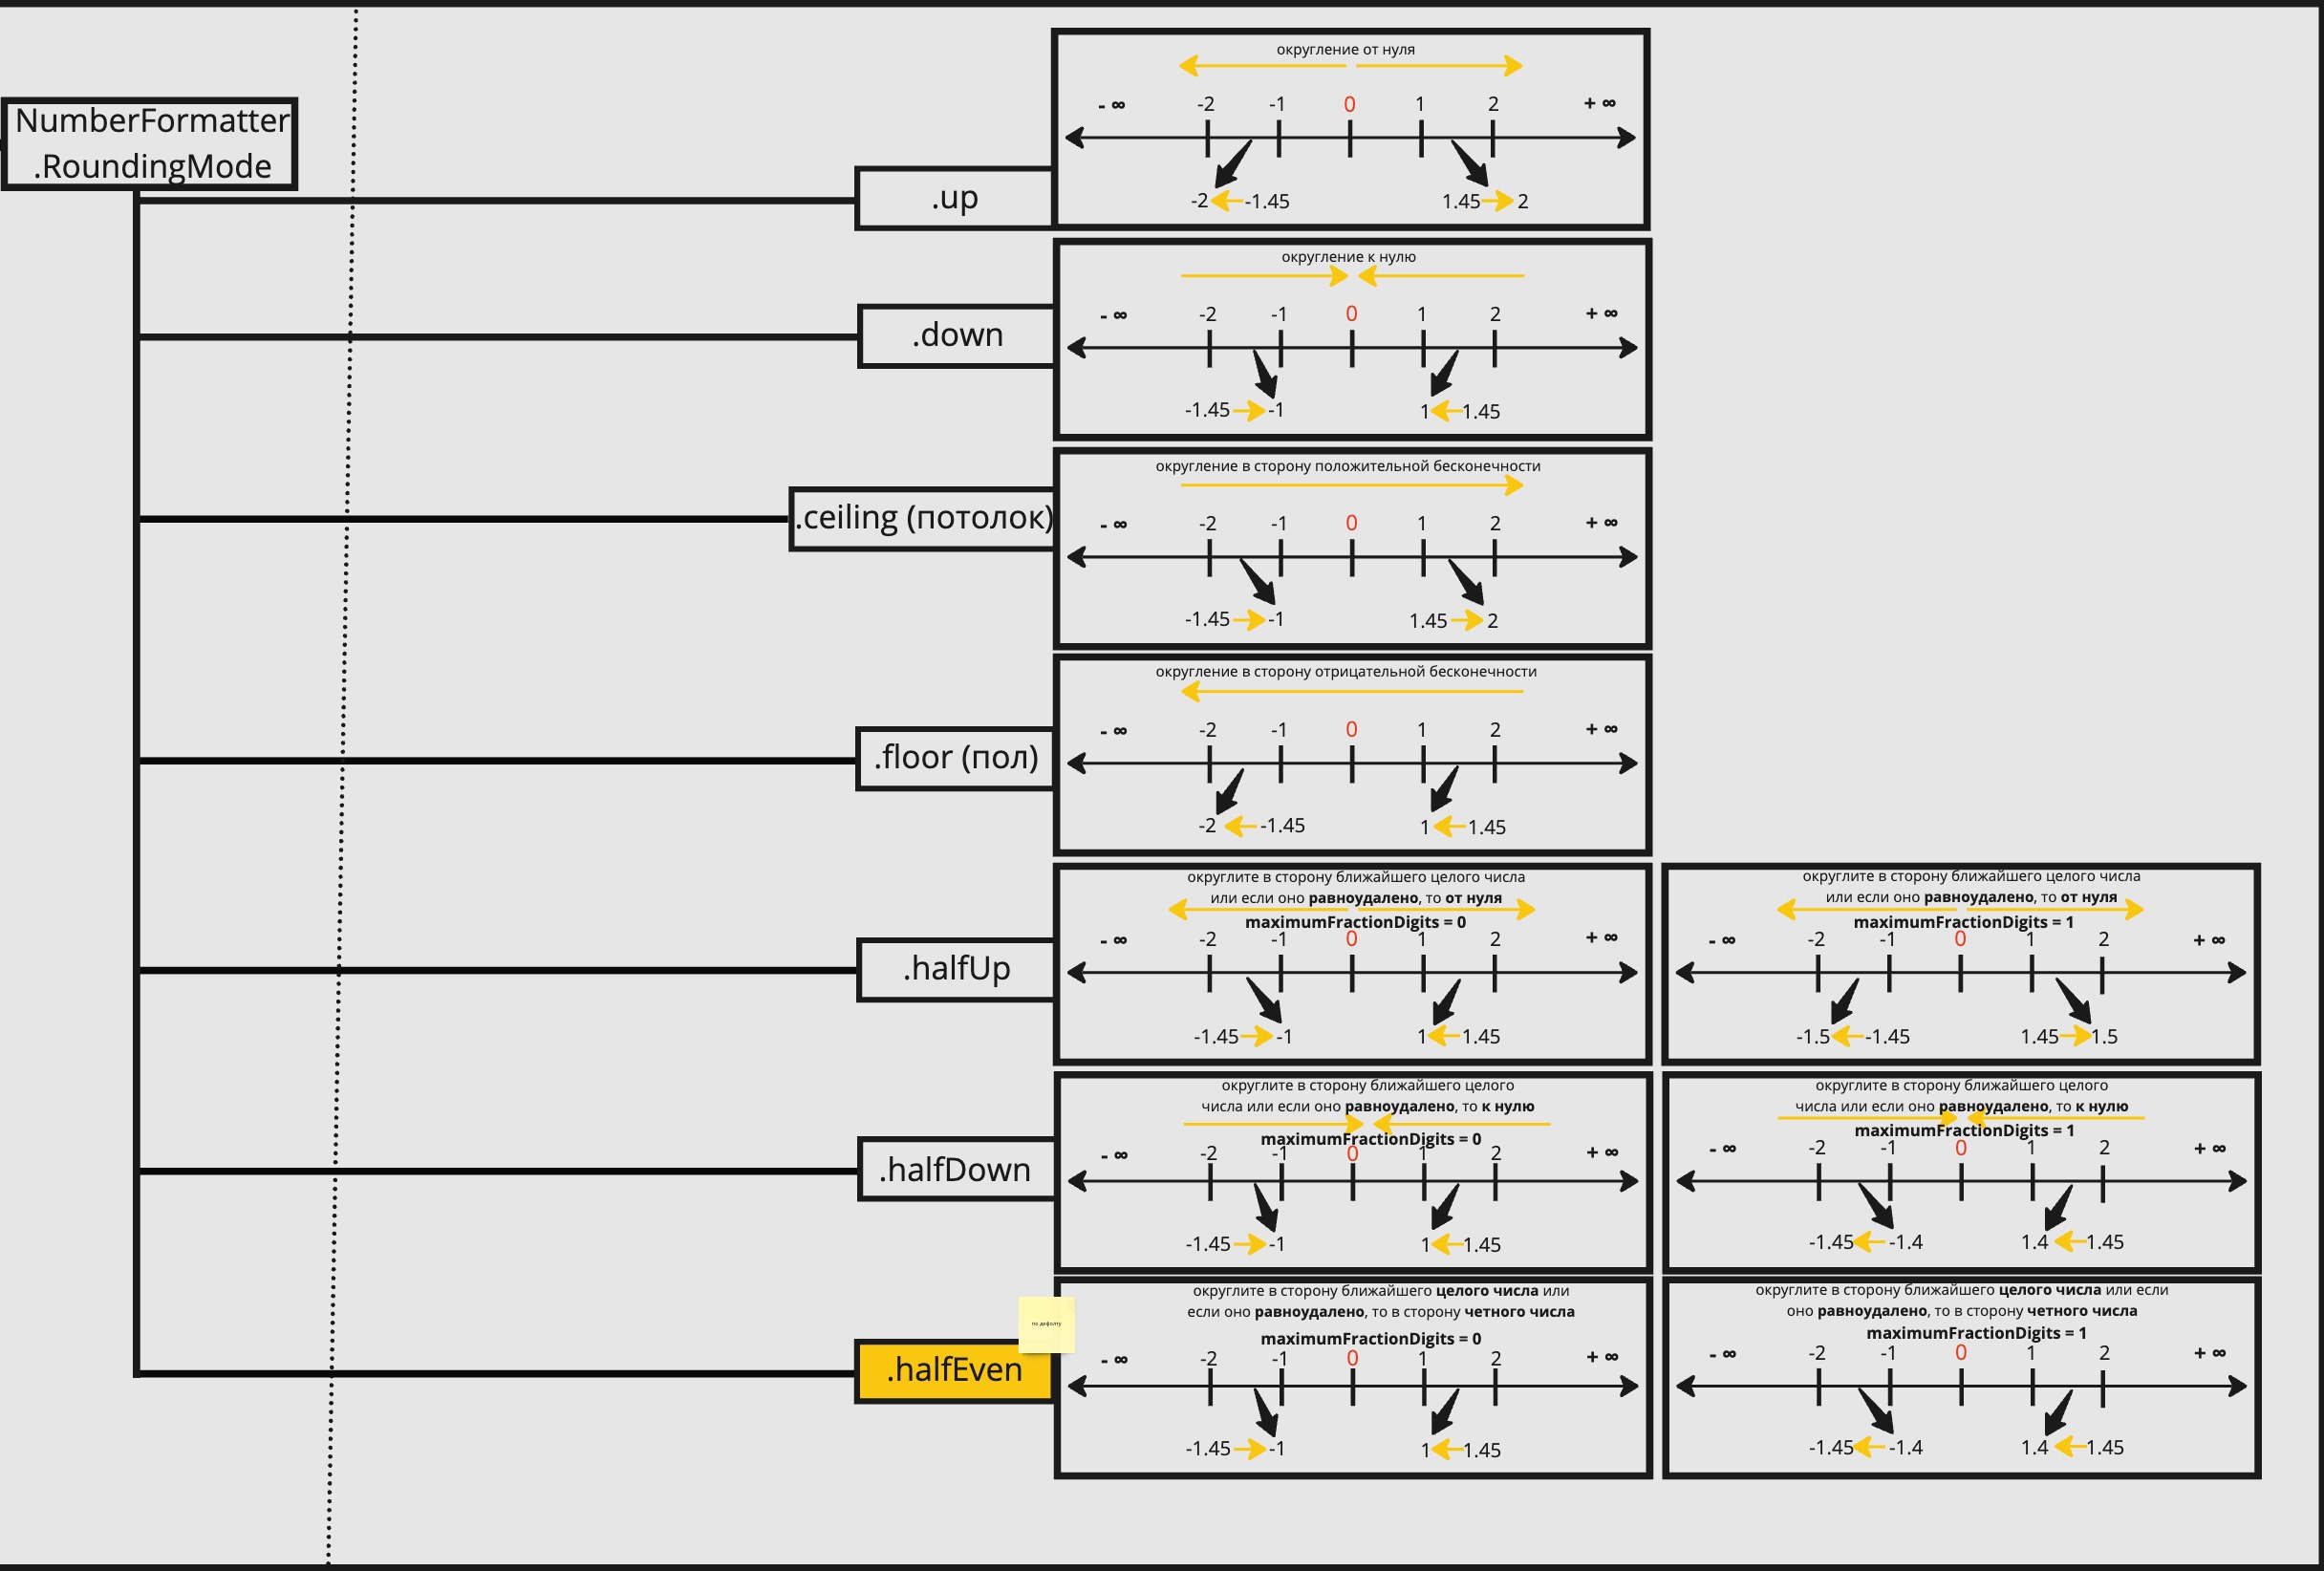 NumberFormatter
.RoundingMode
.up
округление от нуля
- ∞ -2 -1 0 1 2 + ∞
-2 -1.45 1.45 2
.down
округление к нулю
- ∞ -2 -1 0 1 2 + ∞
-1.45 -1 1 1.45
.ceiling (потолок)
округление в сторону положительной бесконечности
- ∞ -2 -1 0 1 2 + ∞
-1.45 -1 1.45 2
.floor (пол)
округление в сторону отрицательной бесконечности
- ∞ -2 -1 0 1 2 + ∞
-2 -1.45 1 1.45
.halfUp
округлите в сторону ближайшего целого числа
или если оно равноудалено, то от нуля
maximumFractionDigits = 0
- ∞ -2 -1 0 1 2 + ∞
-1.45 -1 1 1.45
округлите в сторону ближайшего целого числа
или если оно равноудалено, то от нуля
maximumFractionDigits = 1
- ∞ -2 -1 0 1 2 + ∞
-1.5 -1.45 1.45 1.5
.halfDown
округлите в сторону ближайшего целого
числа или если оно равноудалено, то к нулю
maximumFractionDigits = 0
- ∞ -2 -1 0 1 2 + ∞
-1.45 -1 1 1.45
округлите в сторону ближайшего целого
числа или если оно равноудалено, то к нулю
maximumFractionDigits = 1
- ∞ -2 -1 0 1 2 + ∞
-1.45 -1.4 1.4 1.45
по дефолту
.halfEven
округлите в сторону ближайшего целого числа или
если оно равноудалено, то в сторону четного числа
maximumFractionDigits = 0
- ∞ -2 -1 0 1 2 + ∞
-1.45 -1 1 1.45
округлите в сторону ближайшего целого числа или если
оно равноудалено, то в сторону четного числа
maximumFractionDigits = 1
- ∞ -2 -1 0 1 2 + ∞
-1.45 -1.4 1.4 1.45